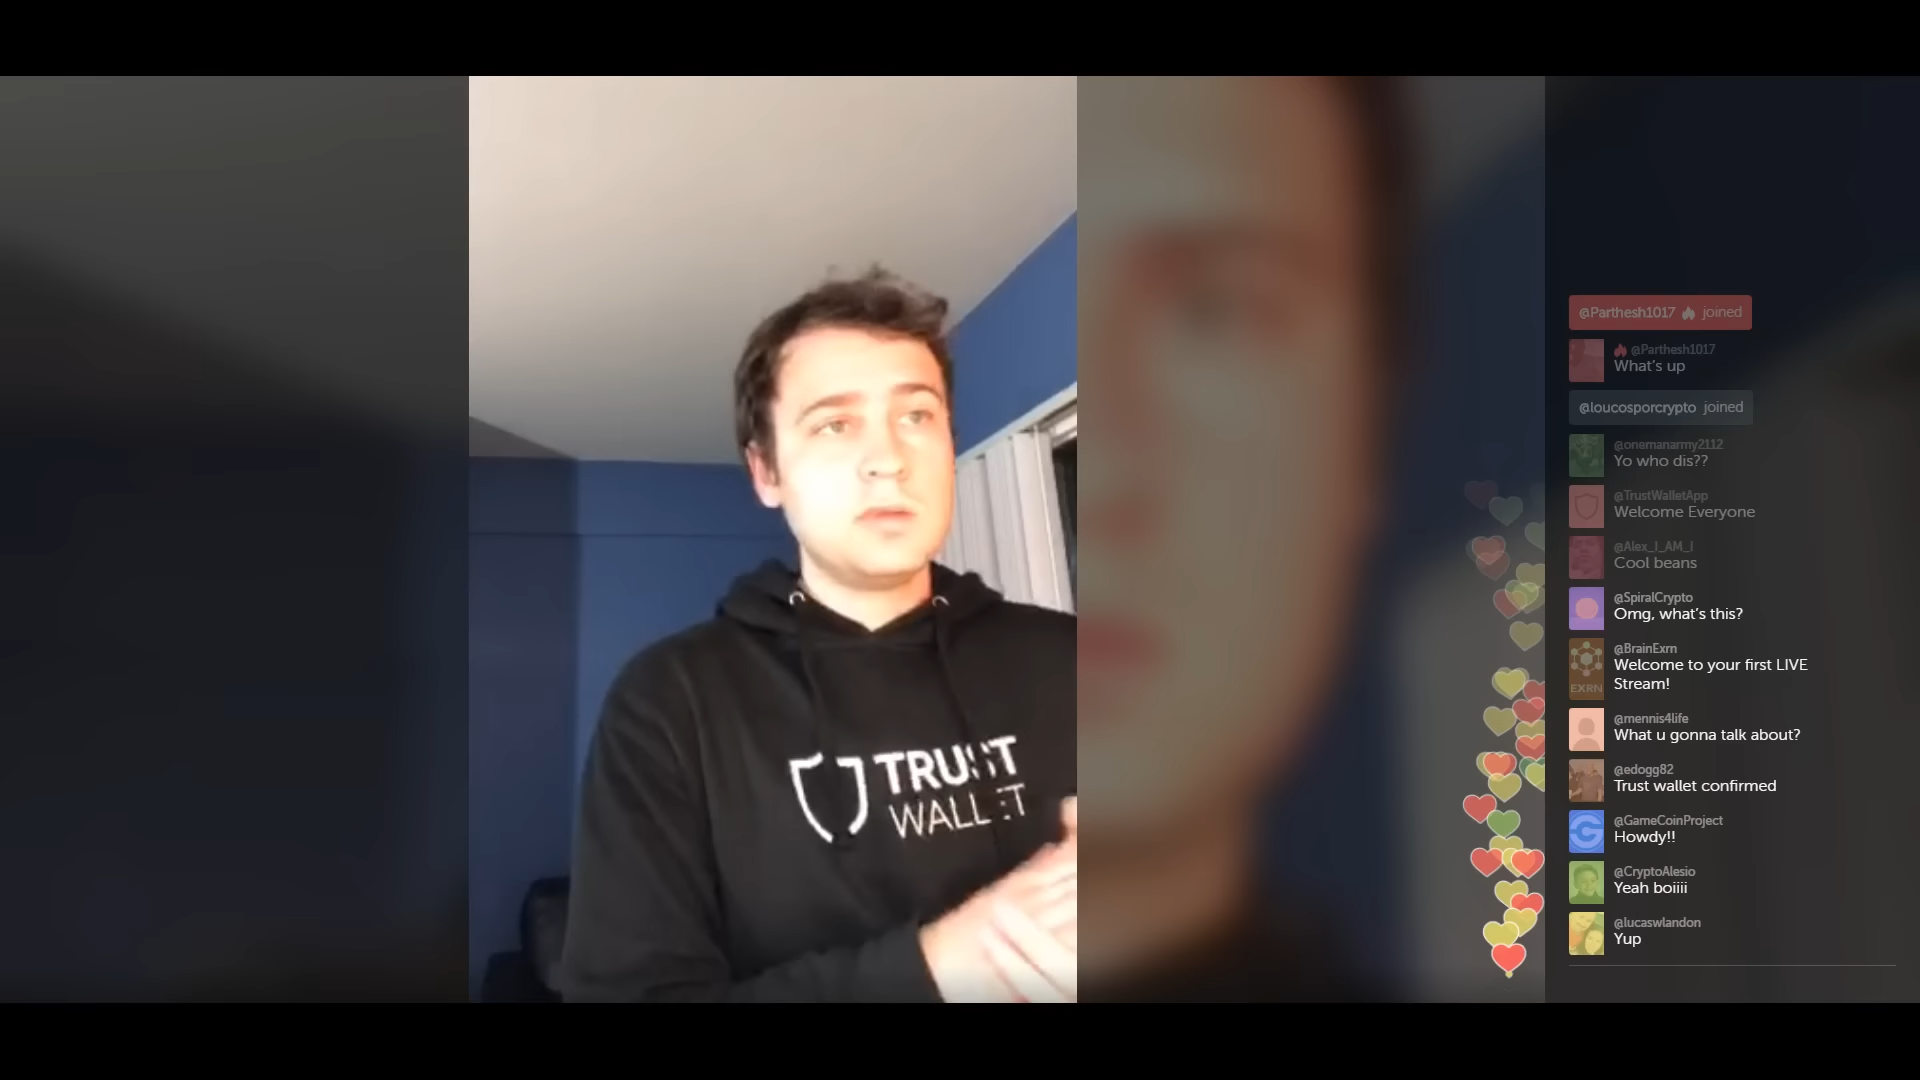 TRUST
WALLET
@Parthesh1017 joined
@Parthesh1017
What's up
@loucosporcrypto joined
@onemanarmy2112
Yo who dis??
@TrustWalletApp
Welcome Everyone
@Alex_I_AM_I
Cool beans
@SpiralCrypto
Omg, what's this?
@BrainExrn
Welcome to your first LIVE
Stream!
EXRN
@mennis4life
What u gonna talk about?
@edogg82
Trust wallet confirmed
@GameCoinProject
Howdy!!
@CryptoAlesio
Yeah boiiii
@lucaswlandon
Yup